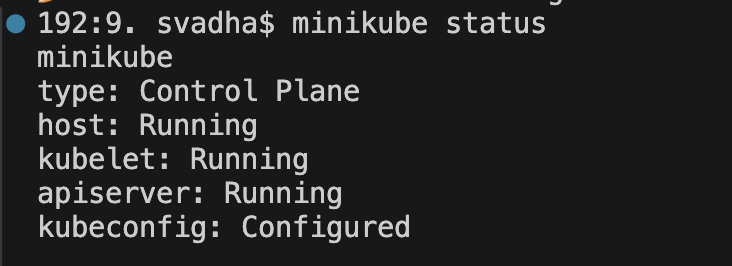 192:9. svadha$ minikube status
minikube
type: Control Plane
host: Running
kubelet: Running
apiserver: Running
kubeconfig: Configured